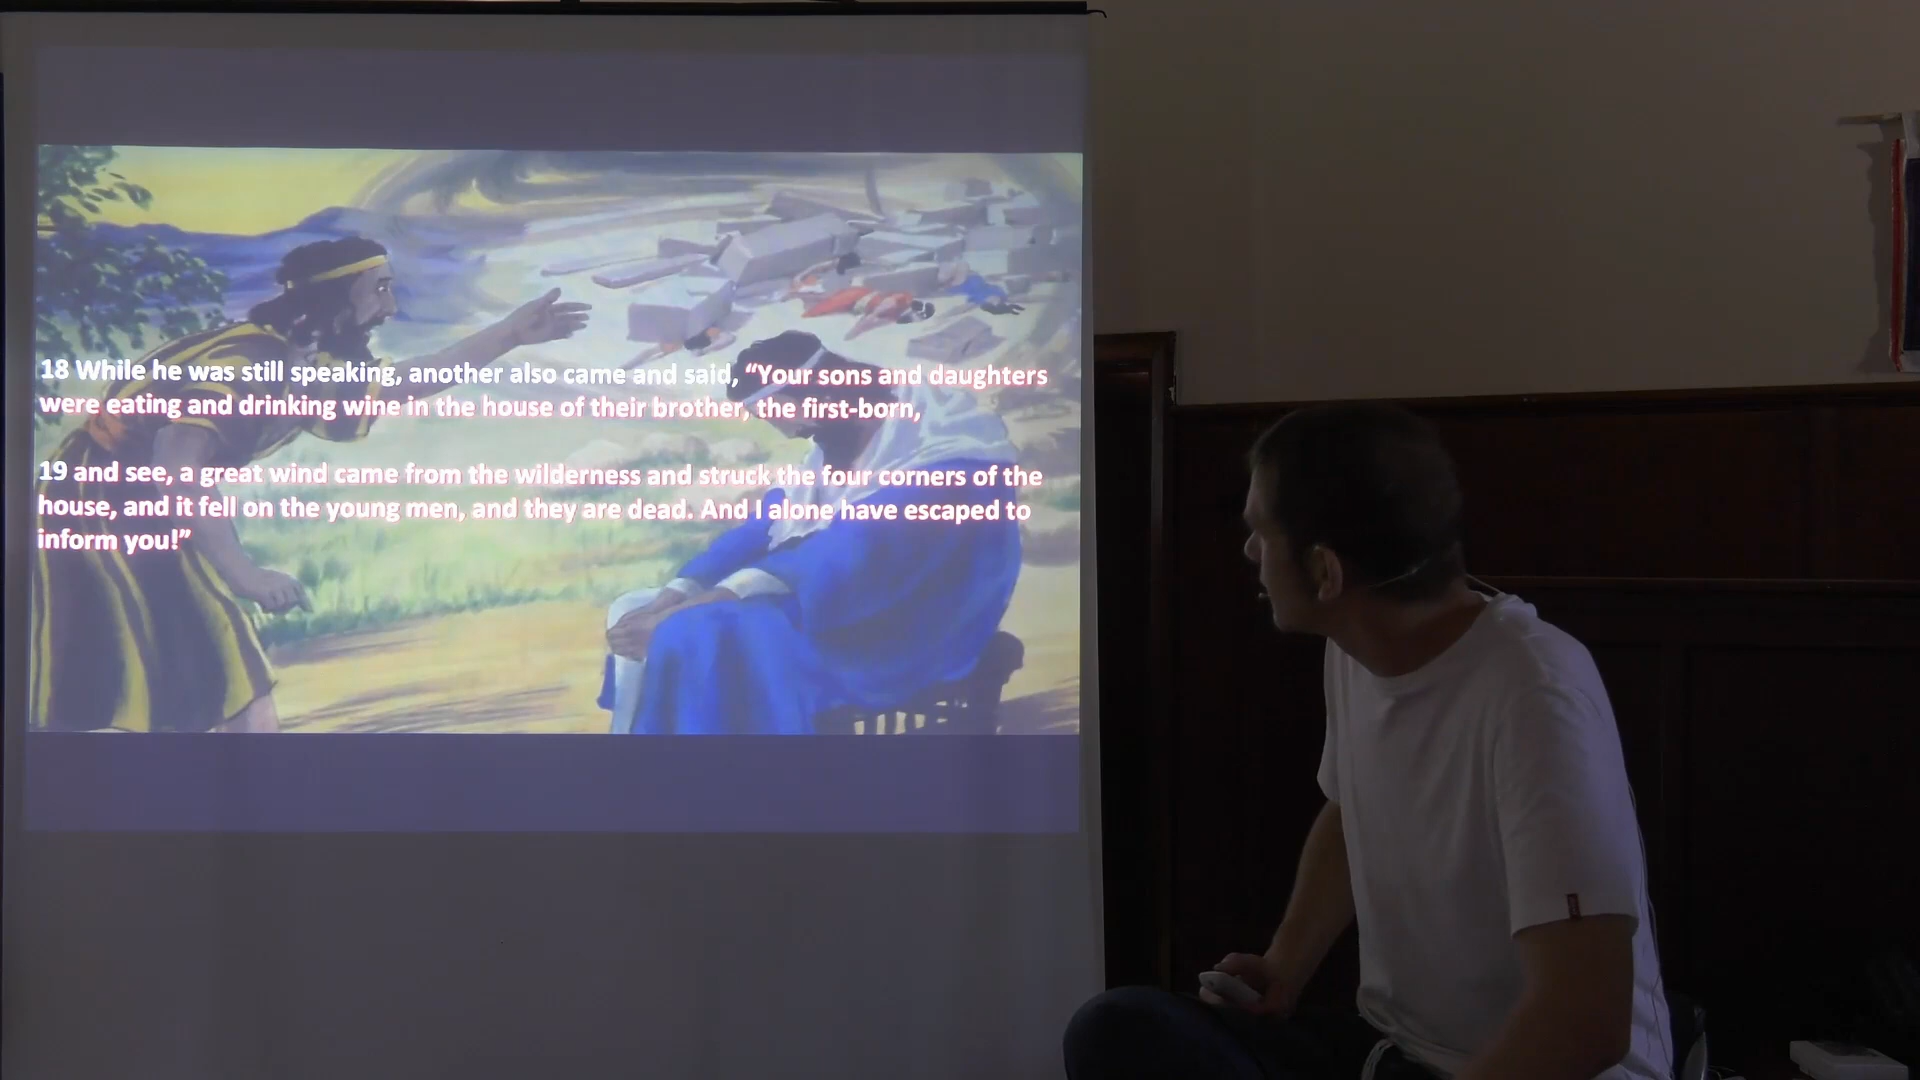 18 While he was still speaking, another also came and said, “Your sons and daughters
were eating and drinking wine in the house of their brother, the first-born,
19 and see, a great wind came from the wilderness and struck the four corners of the
house, and it fell on the young men, and they are dead. And I alone have escaped to
inform you!”